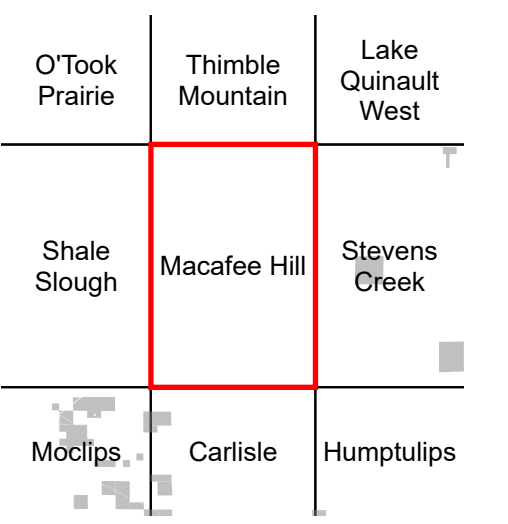 O'Took
Prairie
Thimble
Mountain
Lake
Quinault
West
Shale
Slough
Macafee Hill
Stevens
Creek
Moclips
Carlisle
Humptulips